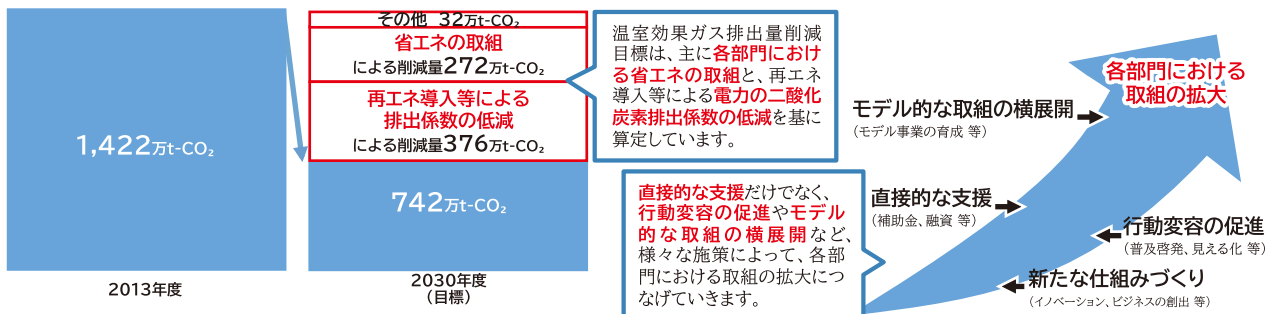 1,422万t-CO₂
2013年度
その他 32万t-CO₂
省エネの取組
による削減量272万t-CO₂
再エネ導入等による
排出係数の低減
による削減量376万t-CO₂
742万t-CO₂
2030年度
(目標)
温室効果ガス排出量削減
目標は、主に各部門におけ
る省エネの取組と、再エネ
導入等による電力の二酸化
炭素排出係数の低減を基に
算定しています。
直接的な支援だけでなく、
行動変容の促進やモデル
的な取組の横展開など、
様々な施策によって、各部
門における取組の拡大につ
なげていきます。
各部門における
取組の拡大
モデル的な取組の横展開
(モデル事業の育成 等)
直接的な支援
(補助金、融資 等)
行動変容の促進
(普及啓発、見える化 等)
新たな仕組みづくり
(イノベーション、ビジネスの創出 等)